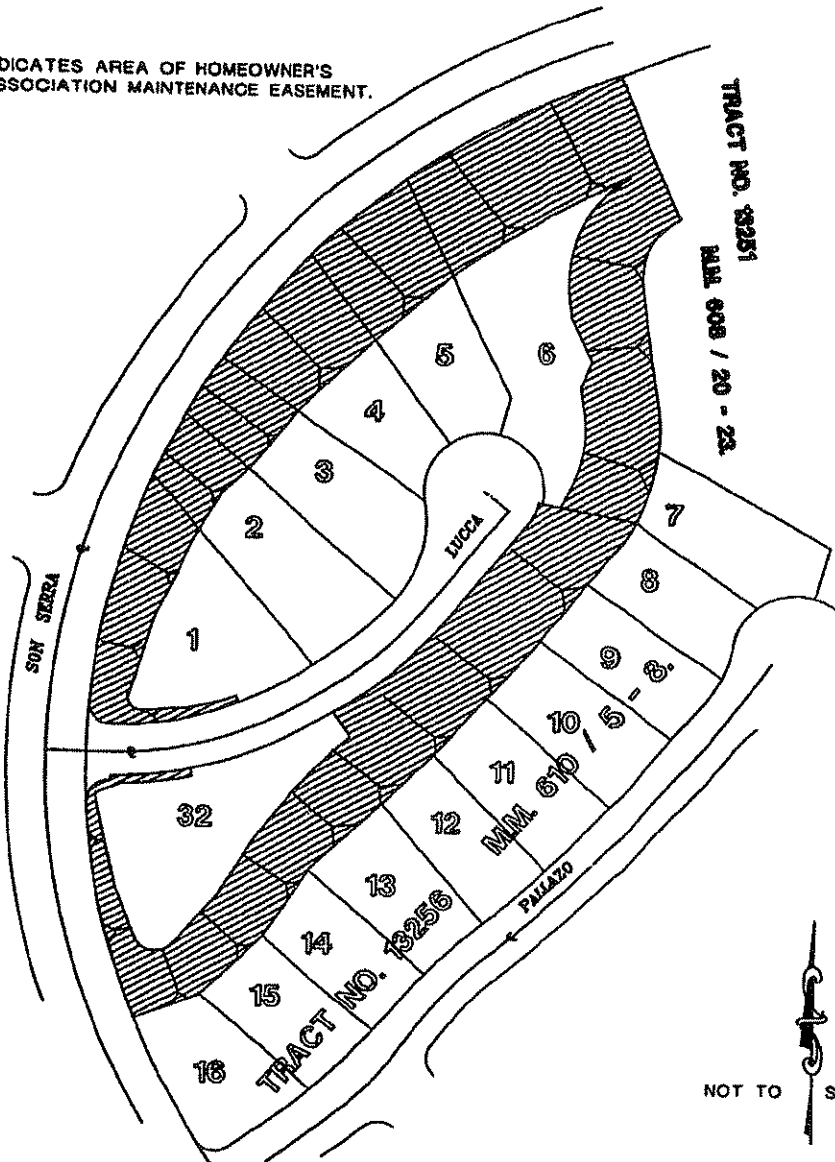 DICATES AREA OF HOMEOWNER'S
SSOCIATION MAINTENANCE EASEMENT.
TRACT NO. 13251
M.M. 608 / 20 - 23.
6
5
4
3
2
1
LUCCA
SON SERRA
7
8
9
10
11
12
13
14
15
16
32
M.M. 610 / 5 - 8.
TRACT NO. 13256
PALLAZO
NOT TO S